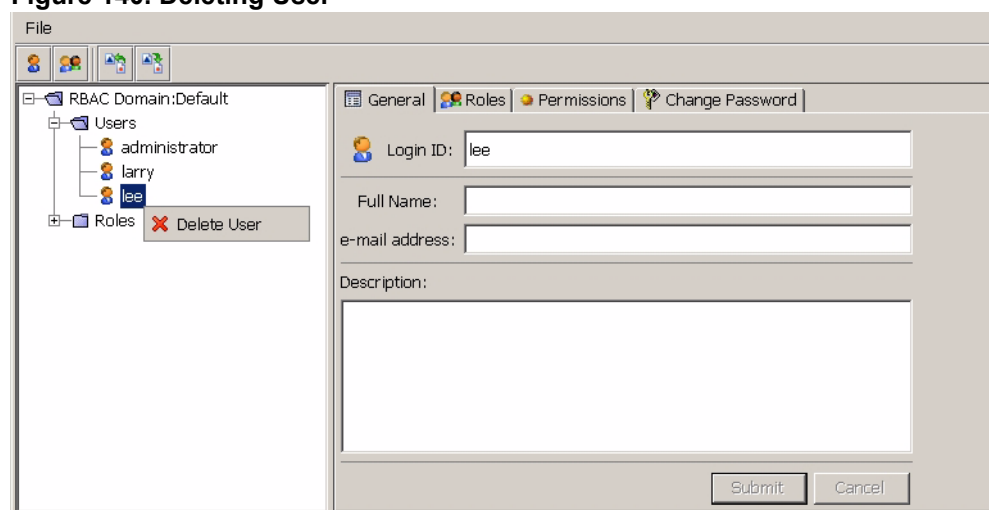 Figure 140: Deleting User
File
RBAC Domain:Default
Users
administrator
larry
lee
Roles
Delete User
General
Roles
Permissions
Change Password
Login ID:
lee
Full Name:
e-mail address:
Description:
Submit
Cancel